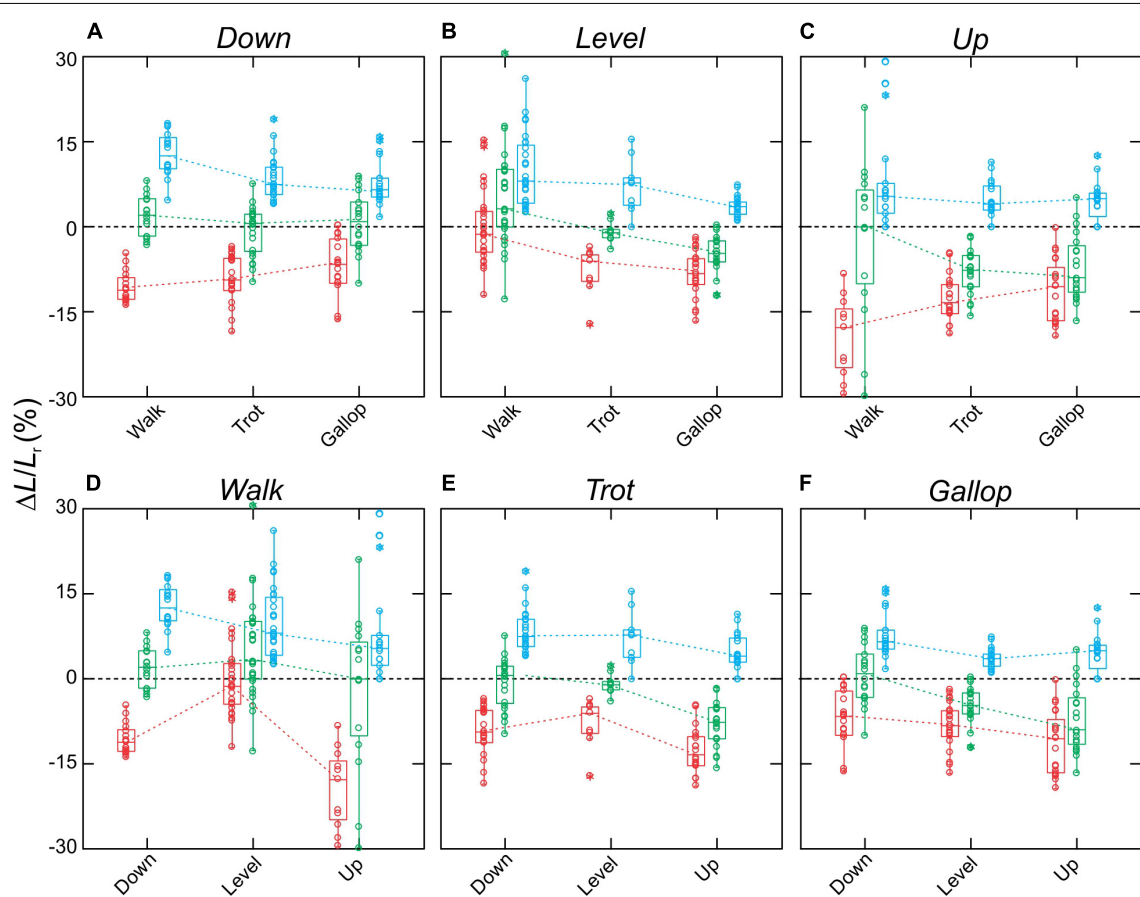 A Down
B Level
C Up
30
15
0
-15
-30
Walk Trot Gallop
Walk Trot Gallop
Walk Trot Gallop
ΔL/Lr (%)
D Walk
E Trot
F Gallop
30
15
0
-15
-30
Down Level Up
Down Level Up
Down Level Up